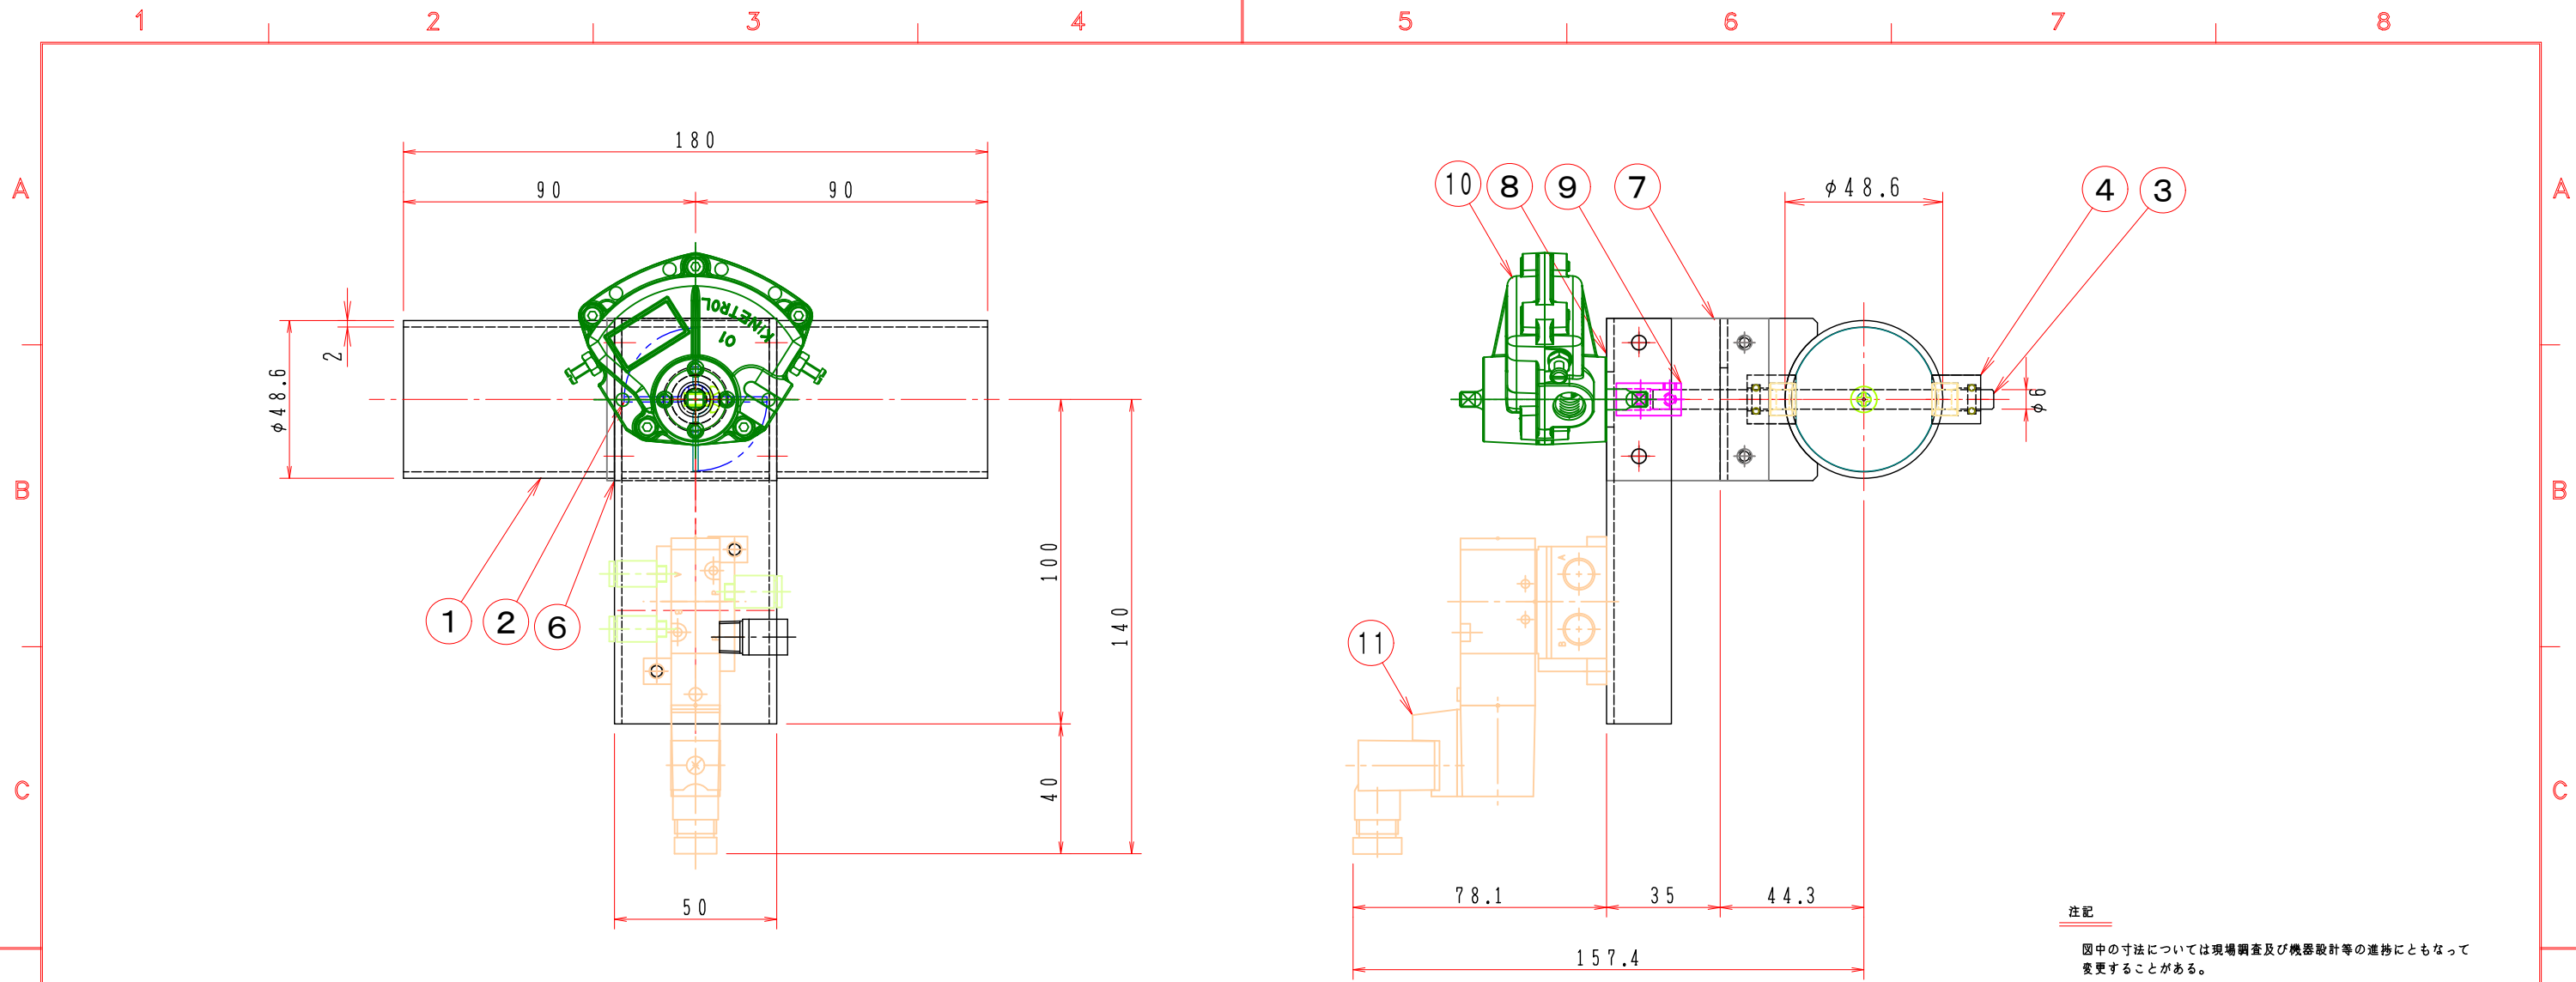 1 2 3 4 5 6 7 8
A A
180
90 90
10 8 9 7 φ48.6 4 3
KINETROL
01
2
φ48.6
φ6
B B
100
A
140
1 2 6
11
B
C C
40
50
78.1 35 44.3
157.4
注記
図中の寸法については現場調査及び機器設計等の進捗にともなって
変更することがある。